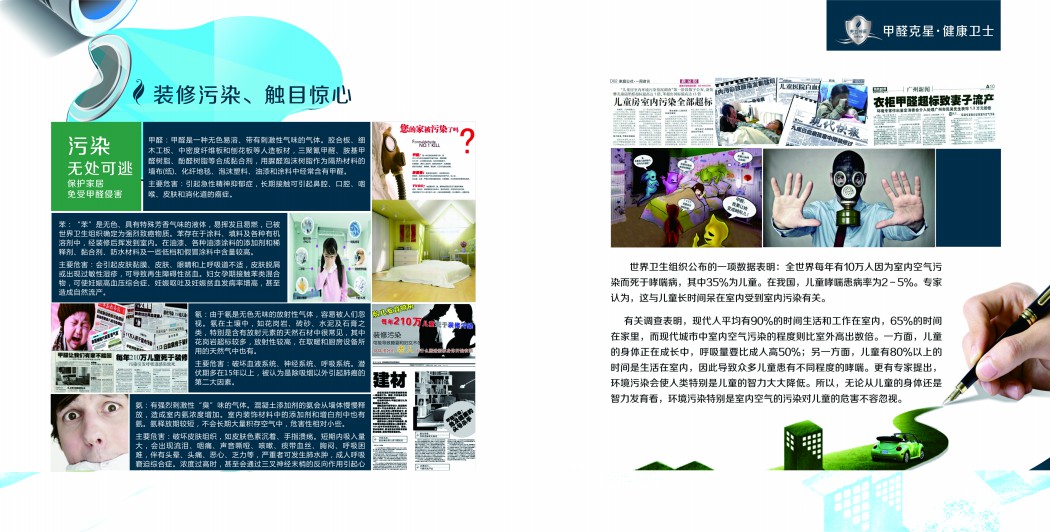 装修污染、触目惊心
污染
无处可逃
保护家居
免受甲醛侵害
甲醛：甲醛是一种无色易溶、带有刺激性气味的气体。胶合板、细
木工板、中密度纤维板和刨花板等人造板材，三聚氰甲醛、胺基甲
醛树脂、酚醛树脂等合成黏合剂，用脲醛泡沫树脂作为隔热材料的
墙布(纸)、化纤地毯、泡沫塑料、油漆和涂料中经常含有甲醛。
主要危害：引起急性精神抑郁症，长期接触可引起鼻腔、口腔、咽
喉、皮肤和消化道的癌症。
您的家被污染了吗
?
苯：“苯”是无色、具有特殊芳香气味的液体，易挥发且易燃，已被
世界卫生组织确定为强烈致癌物质。苯存在于涂料、填料及各种有机
溶剂中，经装修后挥发到室内。在油漆、各种油漆涂料的添加剂和稀
释剂、黏合剂、防水材料及一些低档和假冒涂料中含量较高。
主要危害：会引起皮肤黏膜、皮肤、眼睛和上呼吸道不适，皮肤脱屑
或出现过敏性湿疹，可导致再生障碍性贫血。妇女孕期接触苯类混合
物，可使妊娠高血压综合症、妊娠呕吐及妊娠贫血发病率增高，甚至
造成自然流产。
氡：由于氡是无色无味的放射性气体，容易被人们忽
视。氡在土壤中，如花岗岩、砖砂、水泥及石膏之
类，特别是含有放射元素的天然石材中很常见，其中
花岗岩超标较多，放射性较高，在取暖和厨房设备所
用的天然气中也有。
主要危害：破坏血液系统、神经系统、呼吸系统。潜
伏期多在15年以上，被认为是除吸烟以外引起肺癌的
第二大因素。
每年210万儿童死于装修
每年210万儿童
装修污染
建材
氨：有强烈刺激性“臭”味的气体。混凝土添加剂的氨会从墙体慢慢释
放，造成室内氨浓度增加。室内装饰材料中的添加剂和增白剂中也有
氨。氨释放期较短，不会长期大量积存空气中，危害性相对小些。
主要危害：破坏皮肤组织，如皮肤色素沉着、手指溃疡。短期内吸入量
大，会出现流泪、咽痛、声音嘶哑、咳嗽、痰带血丝、胸闷、呼吸困
难，伴有头晕、头痛、恶心、乏力等，严重者可发生肺水肿，成人呼吸
窘迫综合症。浓度过高时，甚至会通过三叉神经末梢的反向作用引起心
甲醛克星·健康卫士
儿童房室内污染全部超标
广州新闻
衣柜甲醛超标致妻子流产
世界卫生组织公布的一项数据表明：全世界每年有10万人因为室内空气污
染而死于哮喘病，其中35%为儿童。在我国，儿童哮喘患病率为2－5%。专家
认为，这与儿童长时间呆在室内受到室内污染有关。
有关调查表明，现代人平均有90%的时间生活和工作在室内，65%的时间
在家里，而现代城市中室内空气污染的程度则比室外高出数倍。一方面，儿童
的身体正在成长中，呼吸量要比成人高50%；另一方面，儿童有80%以上的
时间是生活在室内，因此导致众多儿童患有不同程度的哮喘。更有专家提出，
环境污染会使人类特别是儿童的智力大大降低。所以，无论从儿童的身体还是
智力发育看，环境污染特别是室内空气的污染对儿童的危害不容忽视。